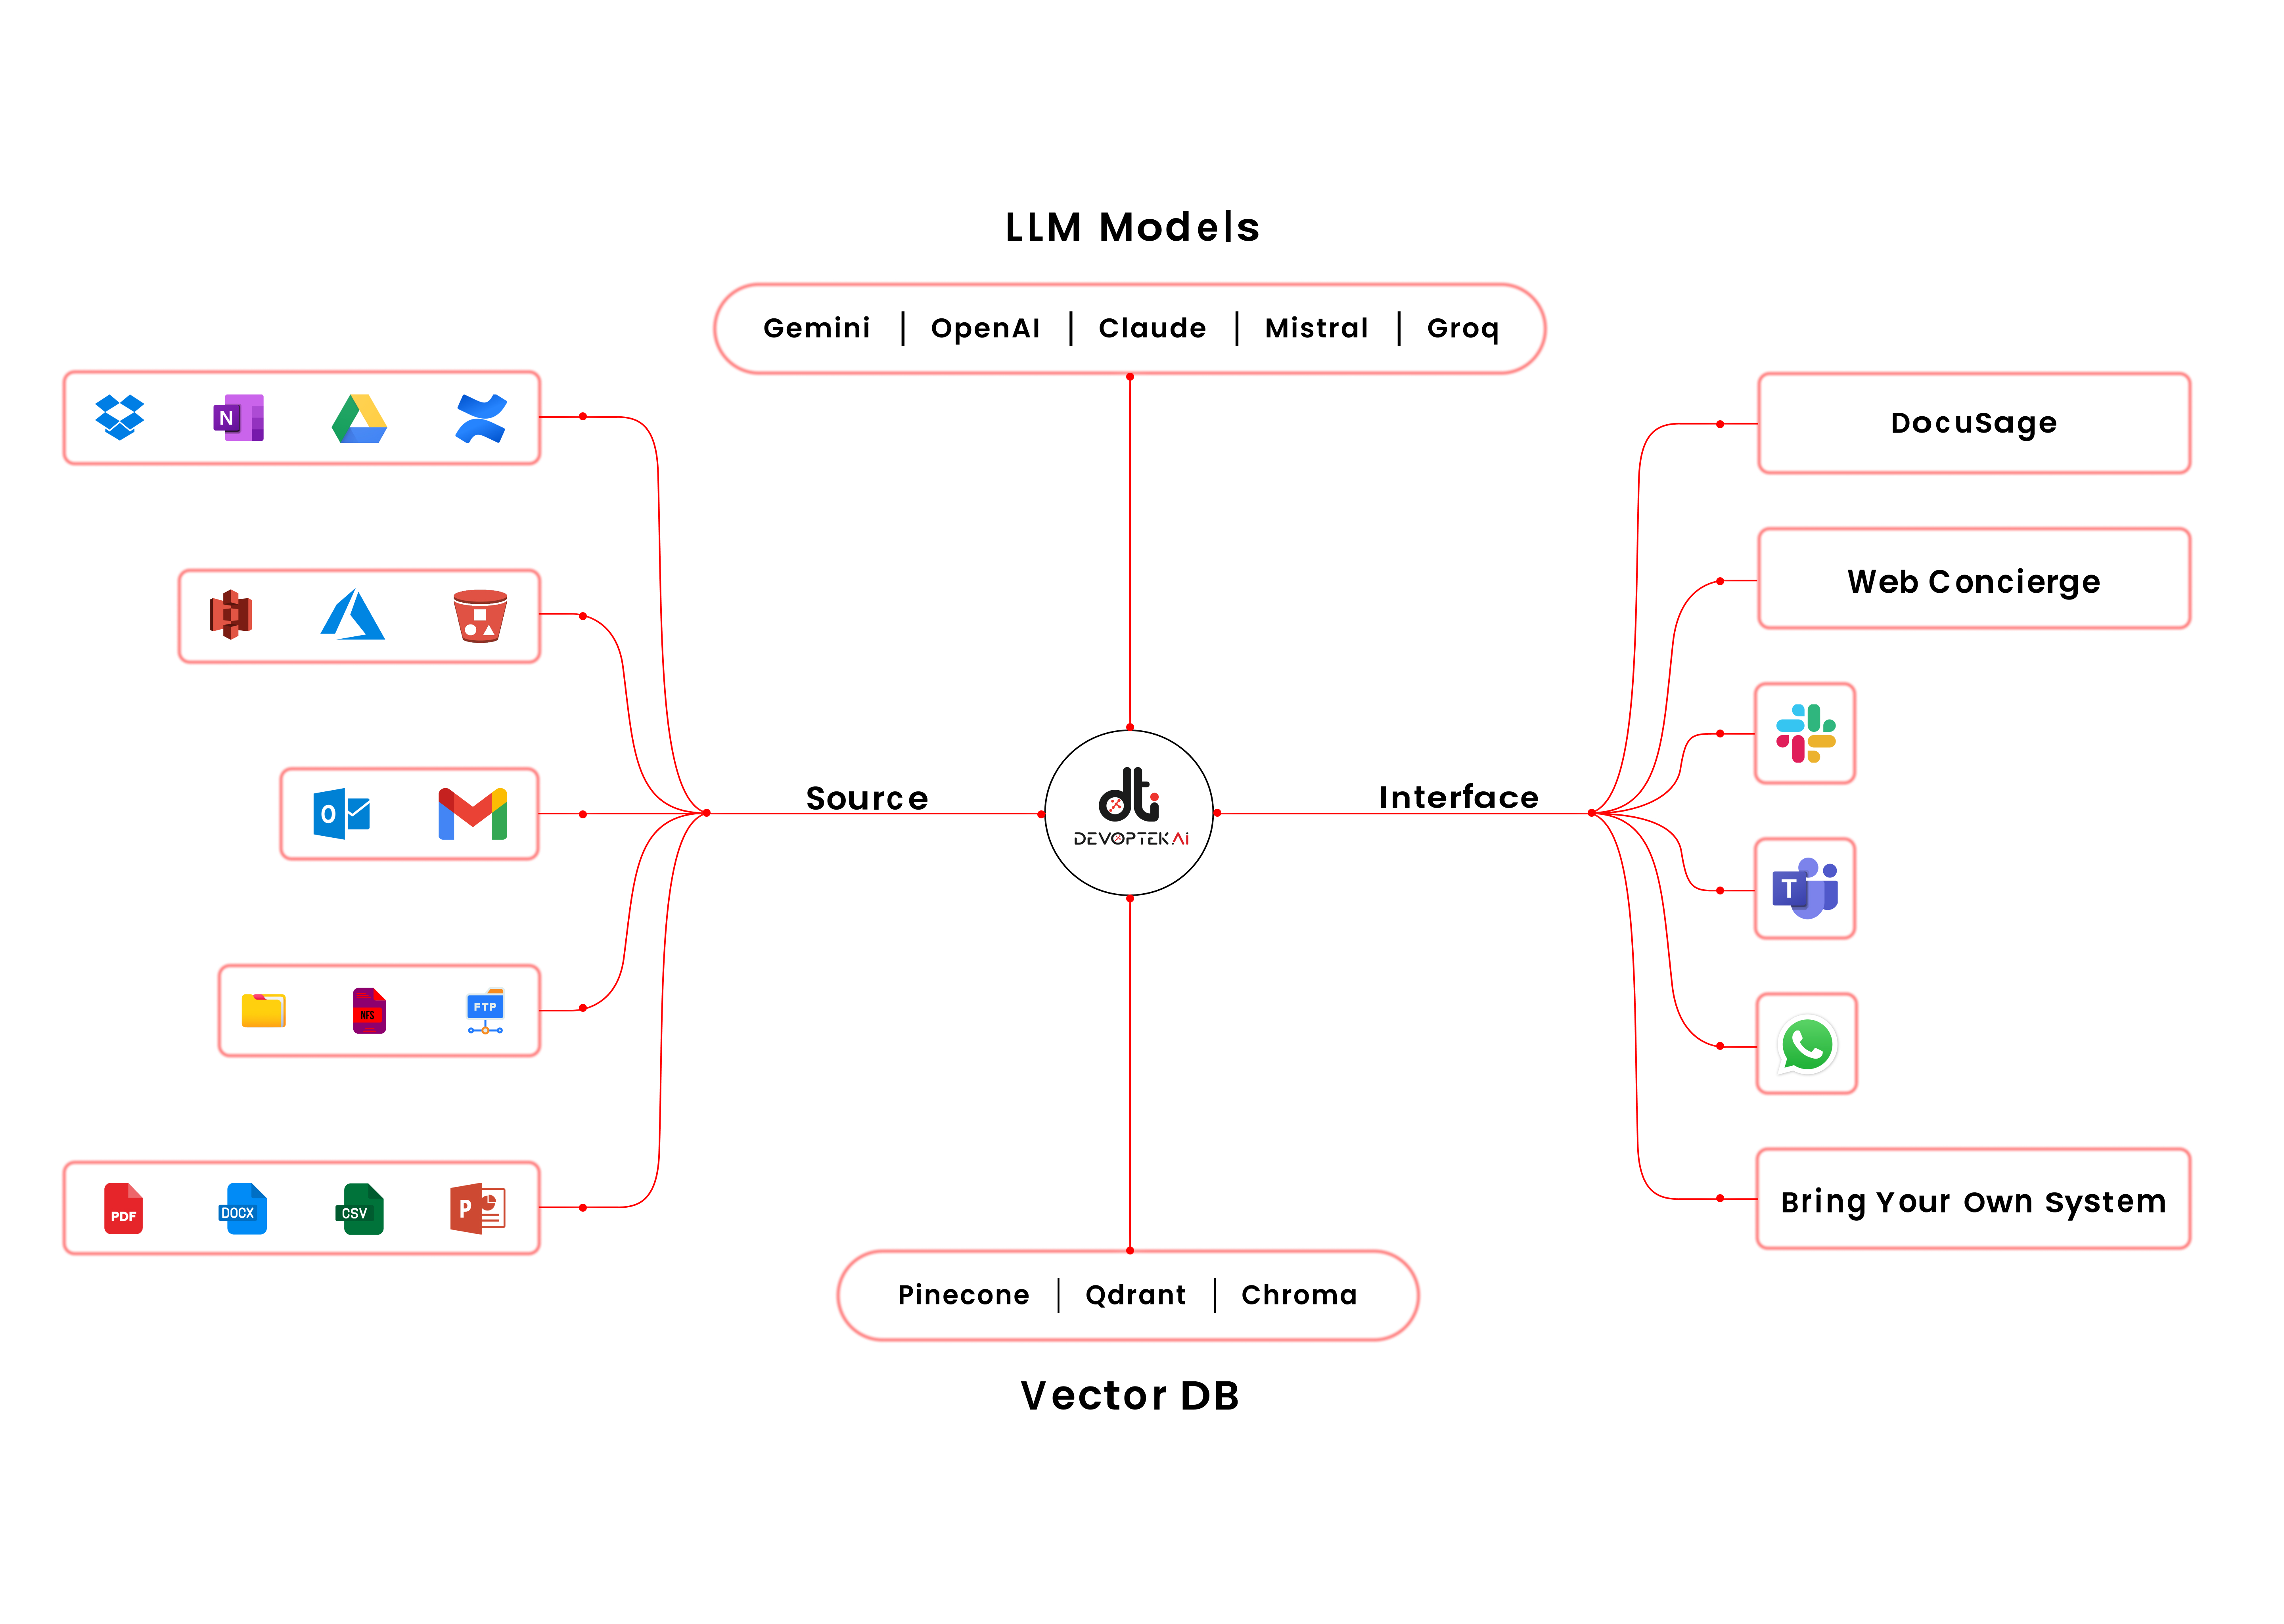 LLM Models
Gemini | OpenAI | Claude | Mistral | Groq
N
DocuSage
Web Concierge
Source
Interface
O
dti
DEVOPTEK.Ai
T
NFS
FTP
PDF
DOCX
CSV
P
Bring Your Own System
Pinecone | Qdrant | Chroma
Vector DB